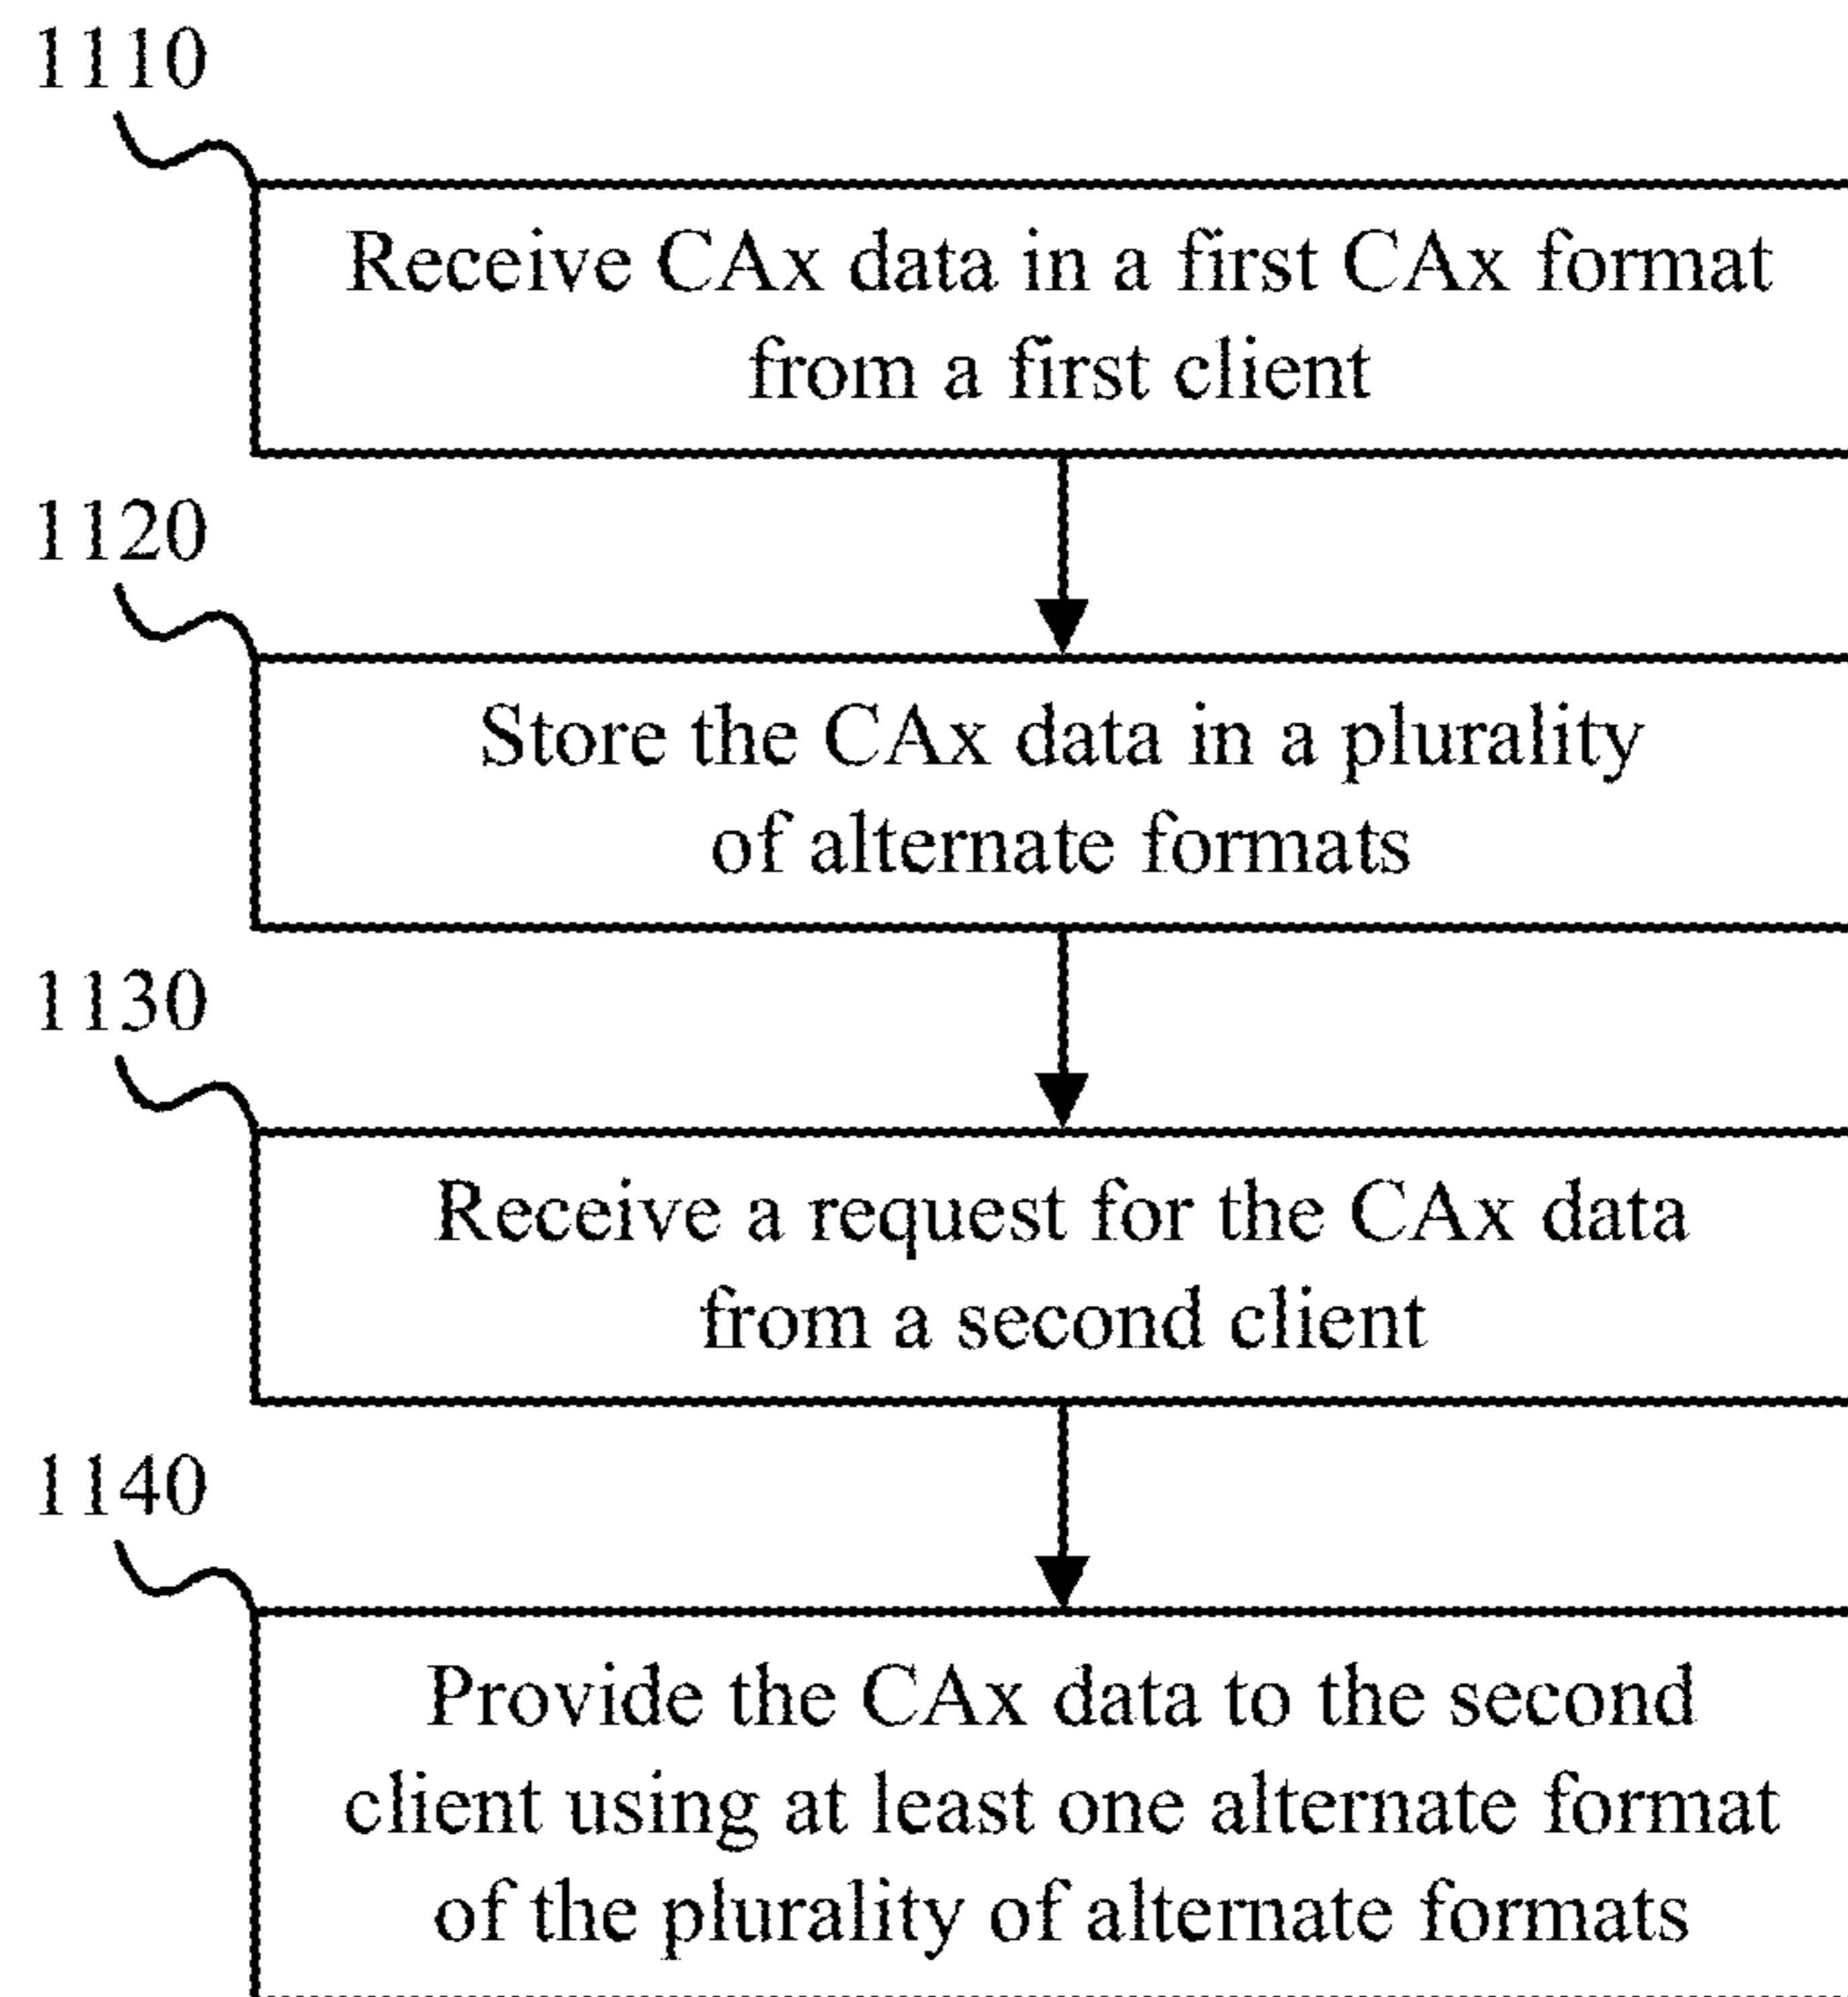 1110
Receive CAx data in a first CAx format
from a first client
1120
Store the CAx data in a plurality
of alternate formats
1130
Receive a request for the CAx data
from a second client
1140
Provide the CAx data to the second
client using at least one alternate format
of the plurality of alternate formats